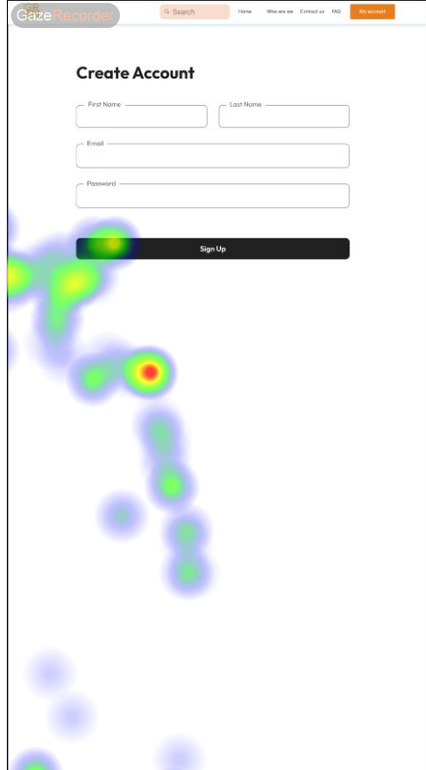 GR
GazeRecorder
Search
Home
Who are we
Contact us
FAQ
My account
Create Account
First Name
Last Name
Email
Password
Sign Up